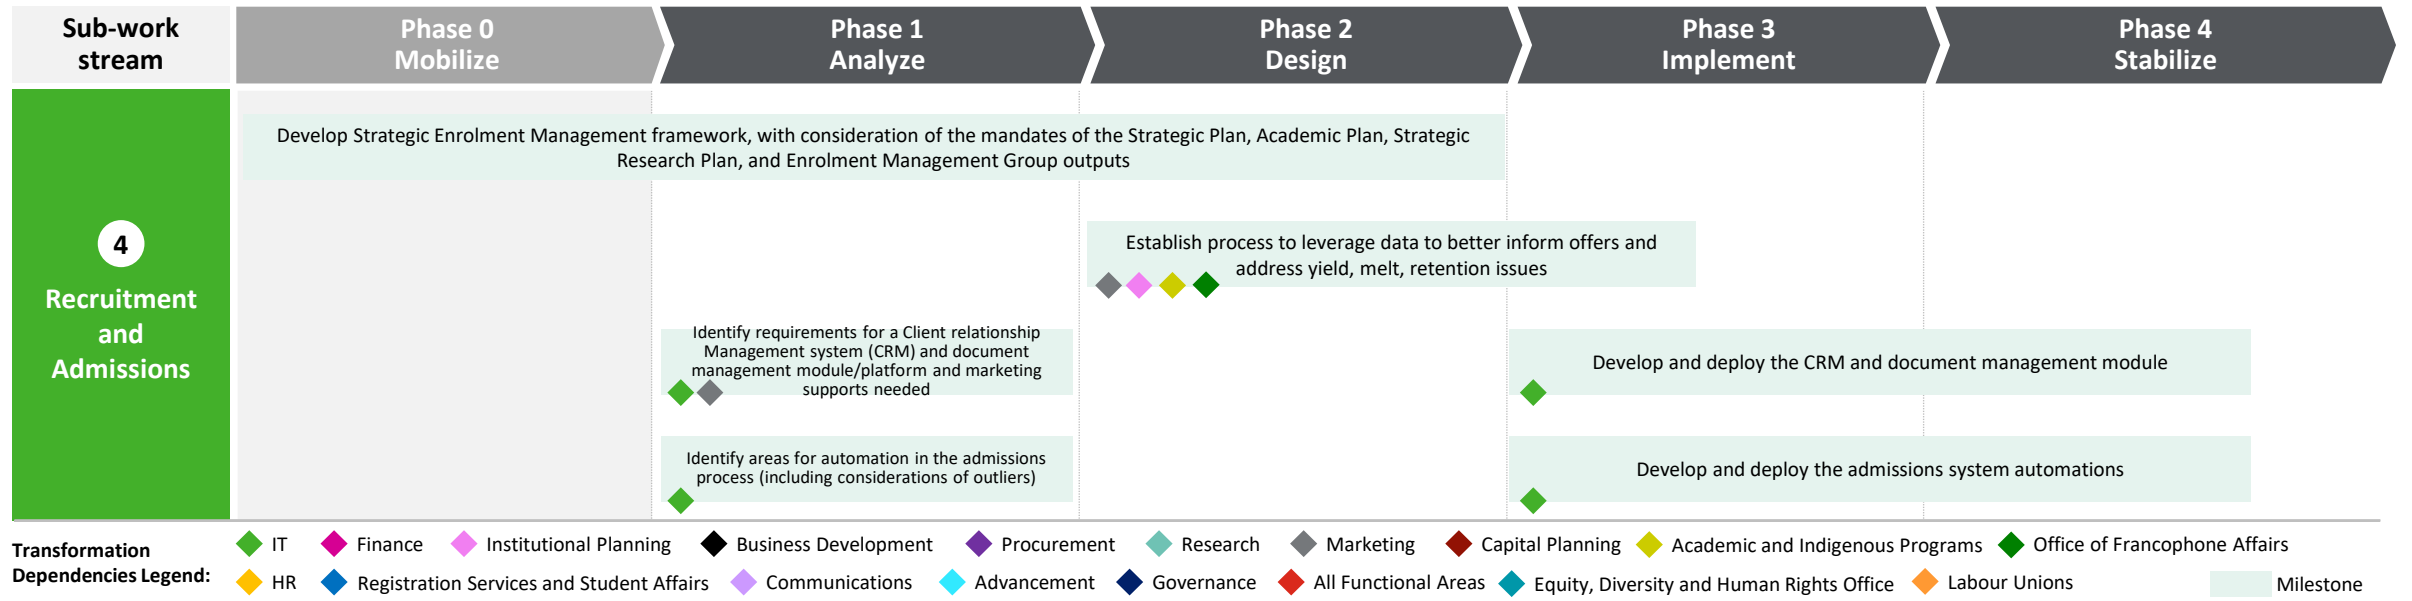 Sub-work
stream
Phase 0
Mobilize
Phase 1
Analyze
Phase 2
Design
Phase 3
Implement
Phase 4
Stabilize
4
Recruitment
and
Admissions
Develop Strategic Enrolment Management framework, with consideration of the mandates of the Strategic Plan, Academic Plan, Strategic
Research Plan, and Enrolment Management Group outputs
Establish process to leverage data to better inform offers and
address yield, melt, retention issues
Identify requirements for a Client relationship
Management system (CRM) and document
management module/platform and marketing
supports needed
Develop and deploy the CRM and document management module
Identify areas for automation in the admissions
process (including considerations of outliers)
Develop and deploy the admissions system automations
Transformation
Dependencies Legend:
IT
Finance
Institutional Planning
Business Development
Procurement
Research
Marketing
Capital Planning
Academic and Indigenous Programs
Office of Francophone Affairs
HR
Registration Services and Student Affairs
Communications
Advancement
Governance
All Functional Areas
Equity, Diversity and Human Rights Office
Labour Unions
Milestone